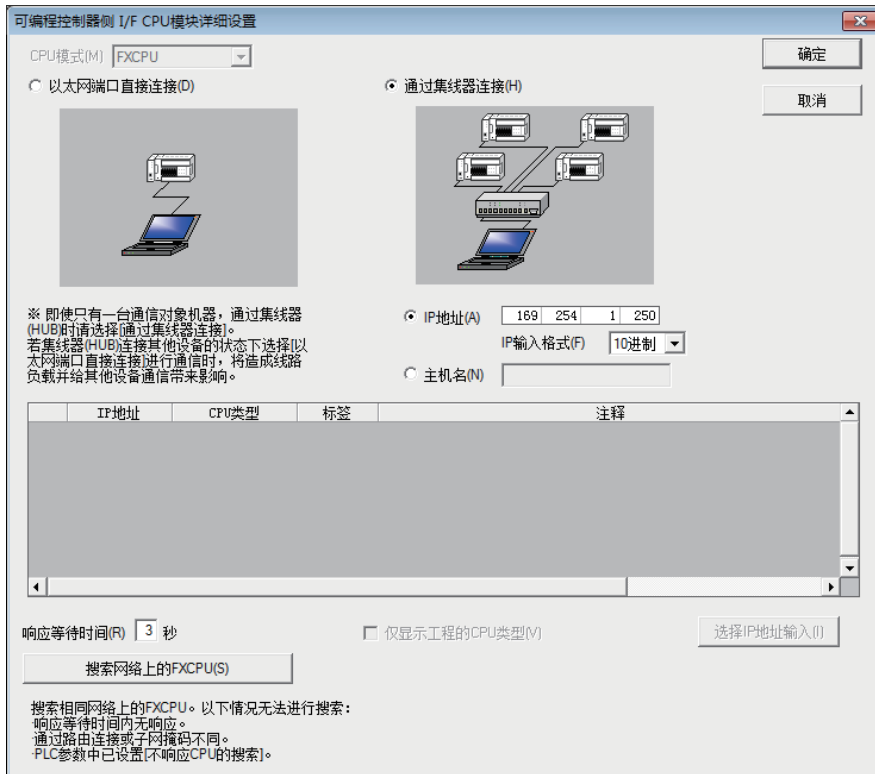 可编程控制器侧 I/F CPU模块详细设置
CPU模式(M) FXCPU
确定
以太网端口直接连接(D)
通过集线器连接(H)
取消
※ 即使只有一台通信对象机器，通过集线器
(HUB)时请选择[通过集线器连接]。
若集线器(HUB)连接其他设备的状态下选择[以
太网端口直接连接]进行通信时，将造成线路
负载并给其他设备通信带来影响。
IP地址(A) 169 254 1 250
IP输入格式(F) 10进制
主机名(N)
IP地址 CPU类型 标签 注释
响应等待时间(R) 3 秒
仅显示工程的CPU类型(V)
选择IP地址输入(I)
搜索网络上的FXCPU(S)
搜索相同网络上的FXCPU。以下情况无法进行搜索：
·响应等待时间内无响应。
·通过路由连接或子网掩码不同。
·PLC参数中已设置[不响应CPU的搜索]。